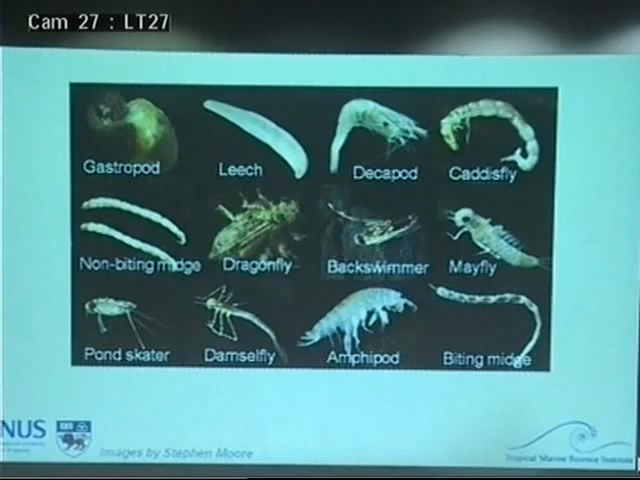 Cam 27 : LT27
Gastropod
Leech
Decapod
Caddisfly
Non-biting midge
Dragonfly
Backswimmer
Mayfly
Pond skater
Damselfly
Amphipod
Biting midge
NUS
Images by Stephen Moore
Tropical Marine Science Institute